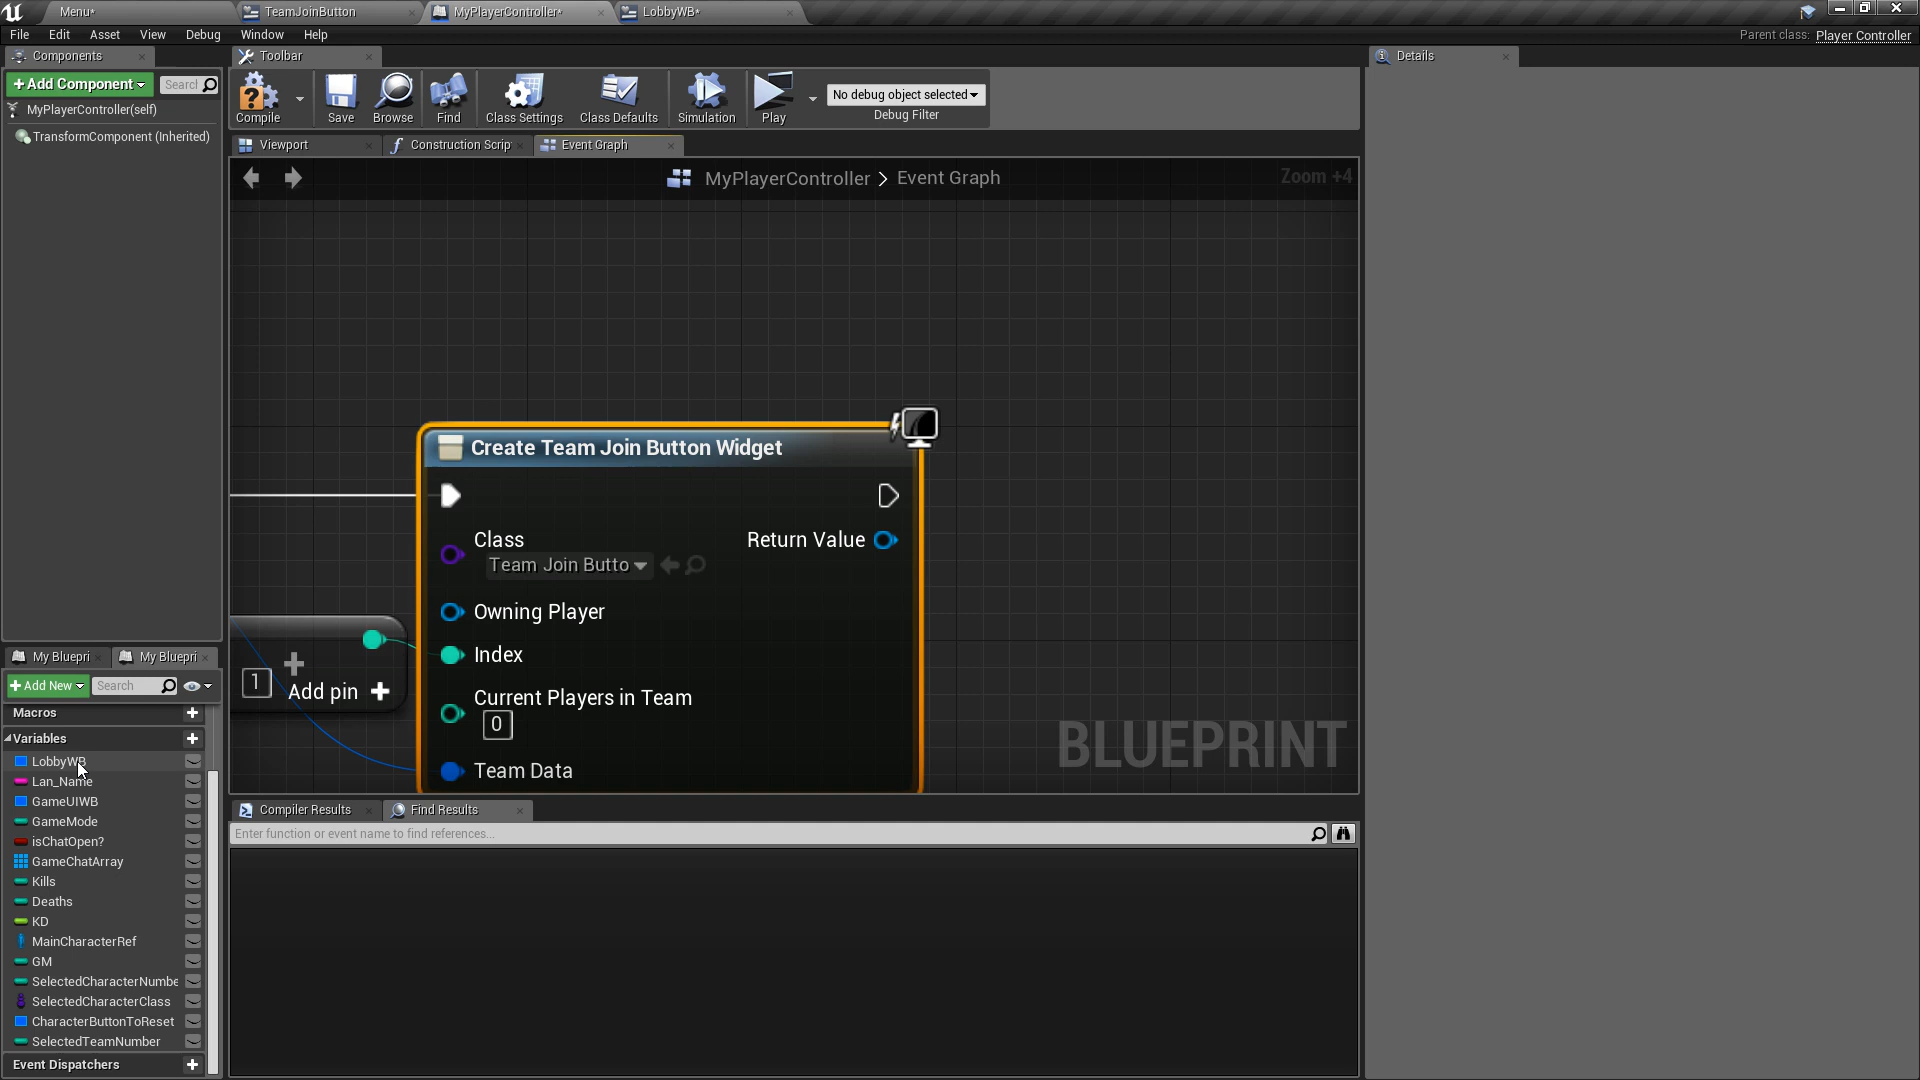 Menu*
TeamJoinButton
MyPlayerController*
LobbyWB*
File Edit Asset View Debug Window Help
Parent class: Player Controller
Components
Toolbar
Details
+Add Component
Searcl
MyPlayerController(self)
TransformComponent (Inherited)
Compile
Save
Browse
Find
Class Settings
Class Defaults
Simulation
Play
No debug object selected
Debug Filter
Viewport
Construction Scrip
Event Graph
MyPlayerController > Event Graph
Zoom +4
Create Team Join Button Widget
Class
Return Value
Team Join Butto
Owning Player
Index
1
Add pin +
Current Players in Team
0
Team Data
BLUEPRINT
My Bluepri
My Bluepri
+Add New
Search
Macros
Variables
LobbyWB
Lan_Name
GameUIWB
GameMode
isChatOpen?
GameChatArray
Kills
Deaths
KD
MainCharacterRef
GM
SelectedCharacterNumbe
SelectedCharacterClass
CharacterButtonToReset
SelectedTeamNumber
Event Dispatchers
Compiler Results
Find Results
Enter function or event name to find references...